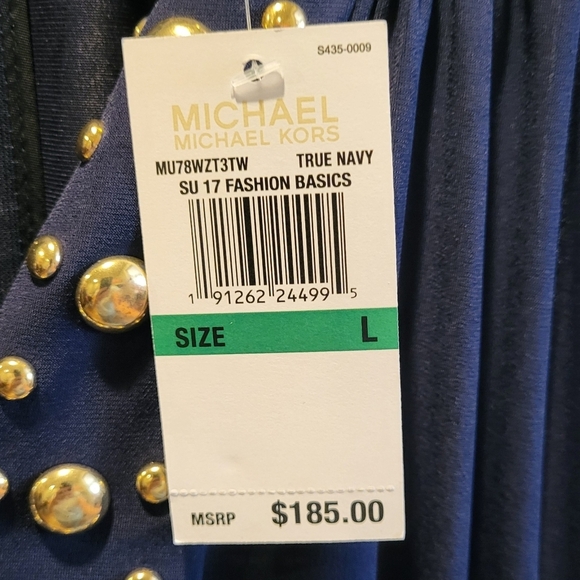 S435-0009
MICHAEL
MICHAEL KORS
MU78WZT3TW TRUE NAVY
SU 17 FASHION BASICS
1 91262 24499 5
SIZE L
MSRP $185.00